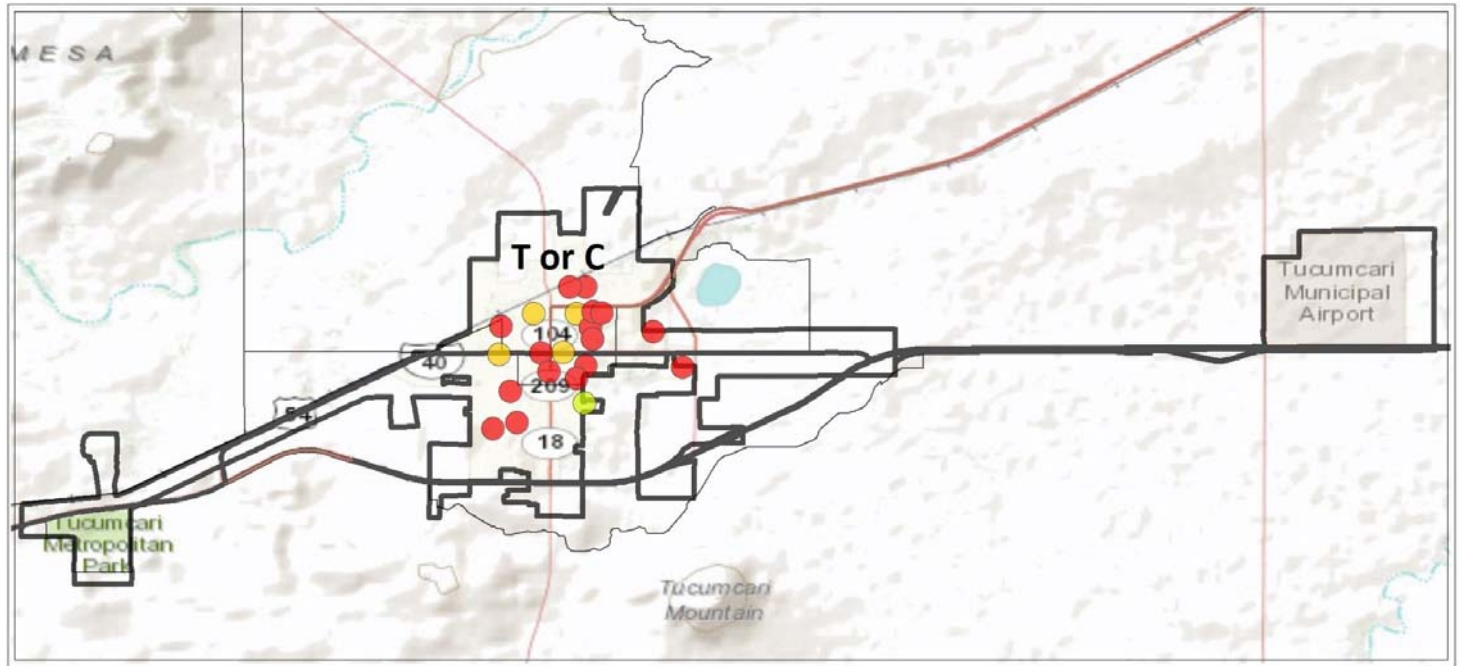 MESA
T or C
104
40
209
54
18
Tucumcari
Municipal
Airport
Tucumcari
Metropolitan
Park
Tucumcari
Mountain